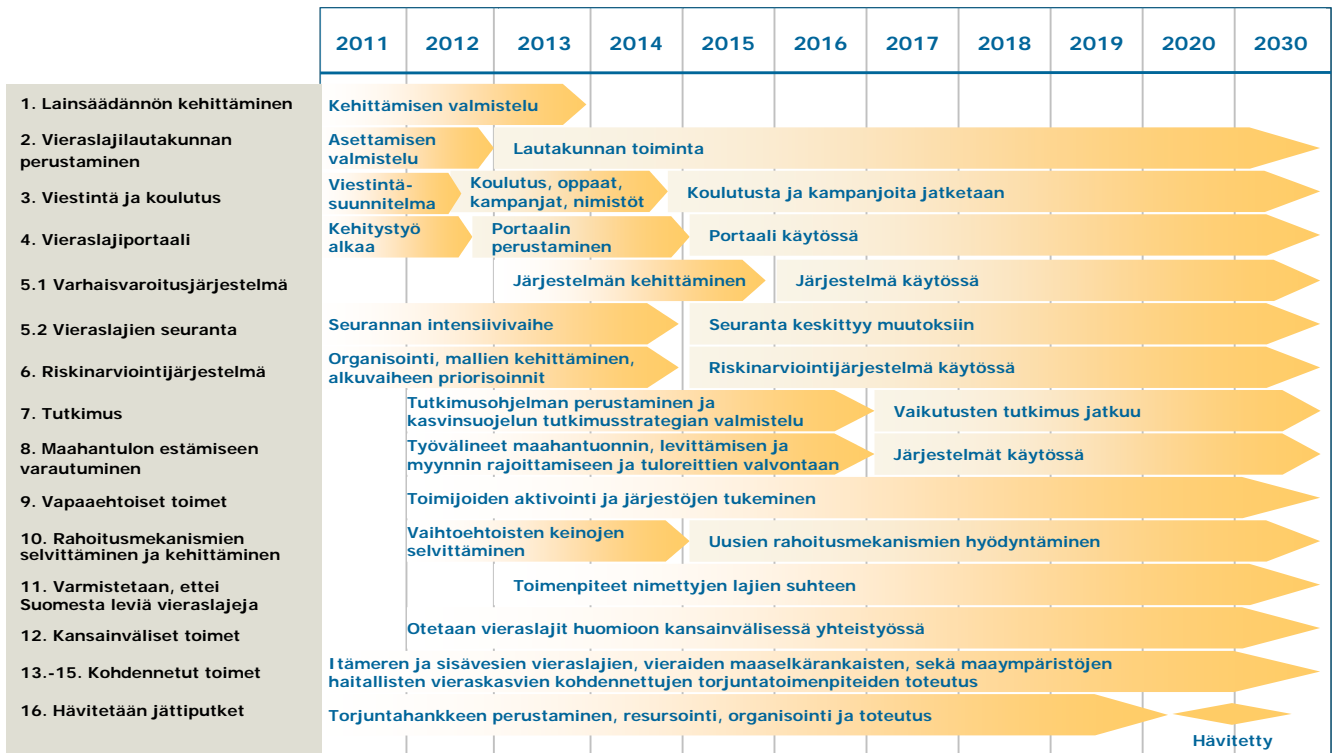 2011 2012 2013 2014 2015 2016 2017 2018 2019 2020 2030
1. Lainsäädännön kehittäminen
Kehittämisen valmistelu
2. Vieraslajilautakunnan
perustaminen
Asettamisen
valmistelu
Lautakunnan toiminta
3. Viestintä ja koulutus
Viestintä-
suunnitelma
Koulutus, oppaat,
kampanjat, nimistöt
Koulutusta ja kampanjoita jatketaan
4. Vieraslajiportaali
Kehitystyö
alkaa
Portaalin
perustaminen
Portaali käytössä
5.1 Varhaisvaroitusjärjestelmä
Järjestelmän kehittäminen
Järjestelmä käytössä
5.2 Vieraslajien seuranta
Seurannan intensiivivaihe
Seuranta keskittyy muutoksiin
6. Riskinarviointijärjestelmä
Organisointi, mallien kehittäminen,
alkuvaiheen priorisoinnit
Riskinarviointijärjestelmä käytössä
7. Tutkimus
Tutkimusohjelman perustaminen ja
kasvinsuojelun tutkimusstrategian valmistelu
Vaikutusten tutkimus jatkuu
8. Maahantulon estämiseen
varautuminen
Työvälineet maahantuonnin, levittämisen ja
myynnin rajoittamiseen ja tuloreittien valvontaan
Järjestelmät käytössä
9. Vapaaehtoiset toimet
Toimijoiden aktivointi ja järjestöjen tukeminen
10. Rahoitusmekanismien
selvittäminen ja kehittäminen
Vaihtoehtoisten keinojen
selvittäminen
Uusien rahoitusmekanismien hyödyntäminen
11. Varmistetaan, ettei
Suomesta leviä vieraslajeja
Toimenpiteet nimettyjen lajien suhteen
12. Kansainväliset toimet
Otetaan vieraslajit huomioon kansainvälisessä yhteistyössä
13.-15. Kohdennetut toimet
Itämeren ja sisävesien vieraslajien, vieraiden maaselkärankaisten, sekä maaympäristöjen
haitallisten vieraskasvien kohdennettujen torjuntatoimenpiteiden toteutus
16. Hävitetään jättiputket
Torjuntahankkeen perustaminen, resursointi, organisointi ja toteutus
Hävitetty